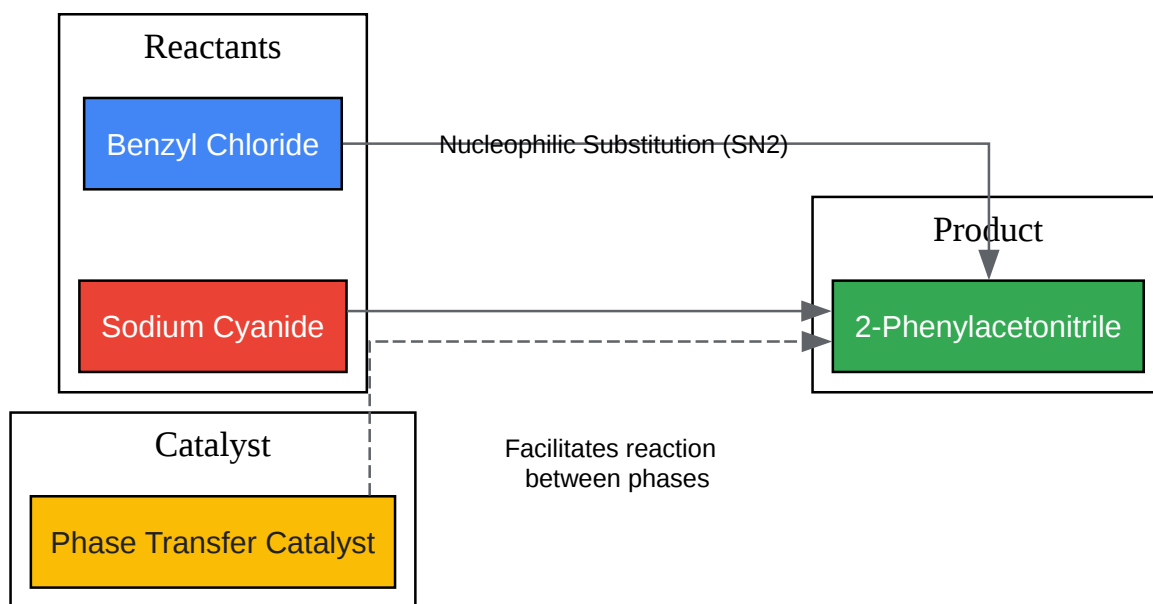 Reactants
Benzyl Chloride
Nucleophilic Substitution (SN2)
Product
Sodium Cyanide
2-Phenylacetonitrile
Catalyst
Facilitates reaction
between phases
Phase Transfer Catalyst